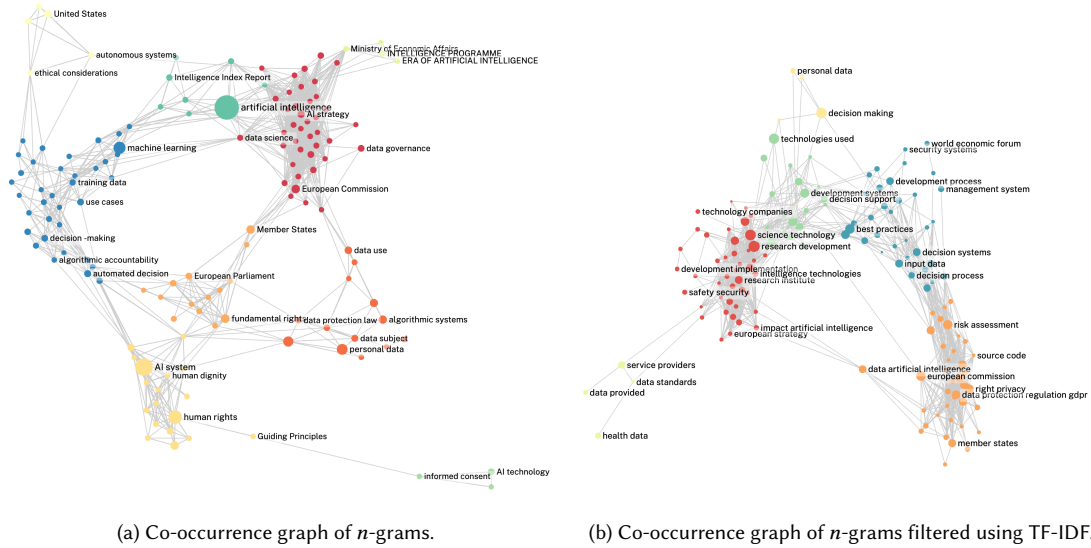 United States
autonomous systems
ethical considerations
Ministry of Economic Affairs
INTELLIGENCE PROGRAMME
ERA OF ARTIFICIAL INTELLIGENCE
Intelligence Index Report
artificial intelligence
AI strategy
data science
data governance
machine learning
European Commission
training data
use cases
Member States
decision -making
data use
algorithmic accountability
automated decision
European Parliament
fundamental rights
data protection law
algorithmic systems
data subject
personal data
AI system
human dignity
human rights
Guiding Principles
informed consent
AI technology
(a) Co-occurrence graph of n-grams.
personal data
decision making
technologies used
world economic forum
security systems
development process
management system
development systems
decision support
technology companies
best practices
science technology
research development
decision systems
input data
development implementation
intelligence technologies
decision process
research institute
safety security
impact artificial intelligence
european strategy
risk assessment
source code
service providers
data artificial intelligence
european commission
data standards
right privacy
data provided
data protection regulation gdpr
health data
member states
(b) Co-occurrence graph of n-grams filtered using TF-IDF